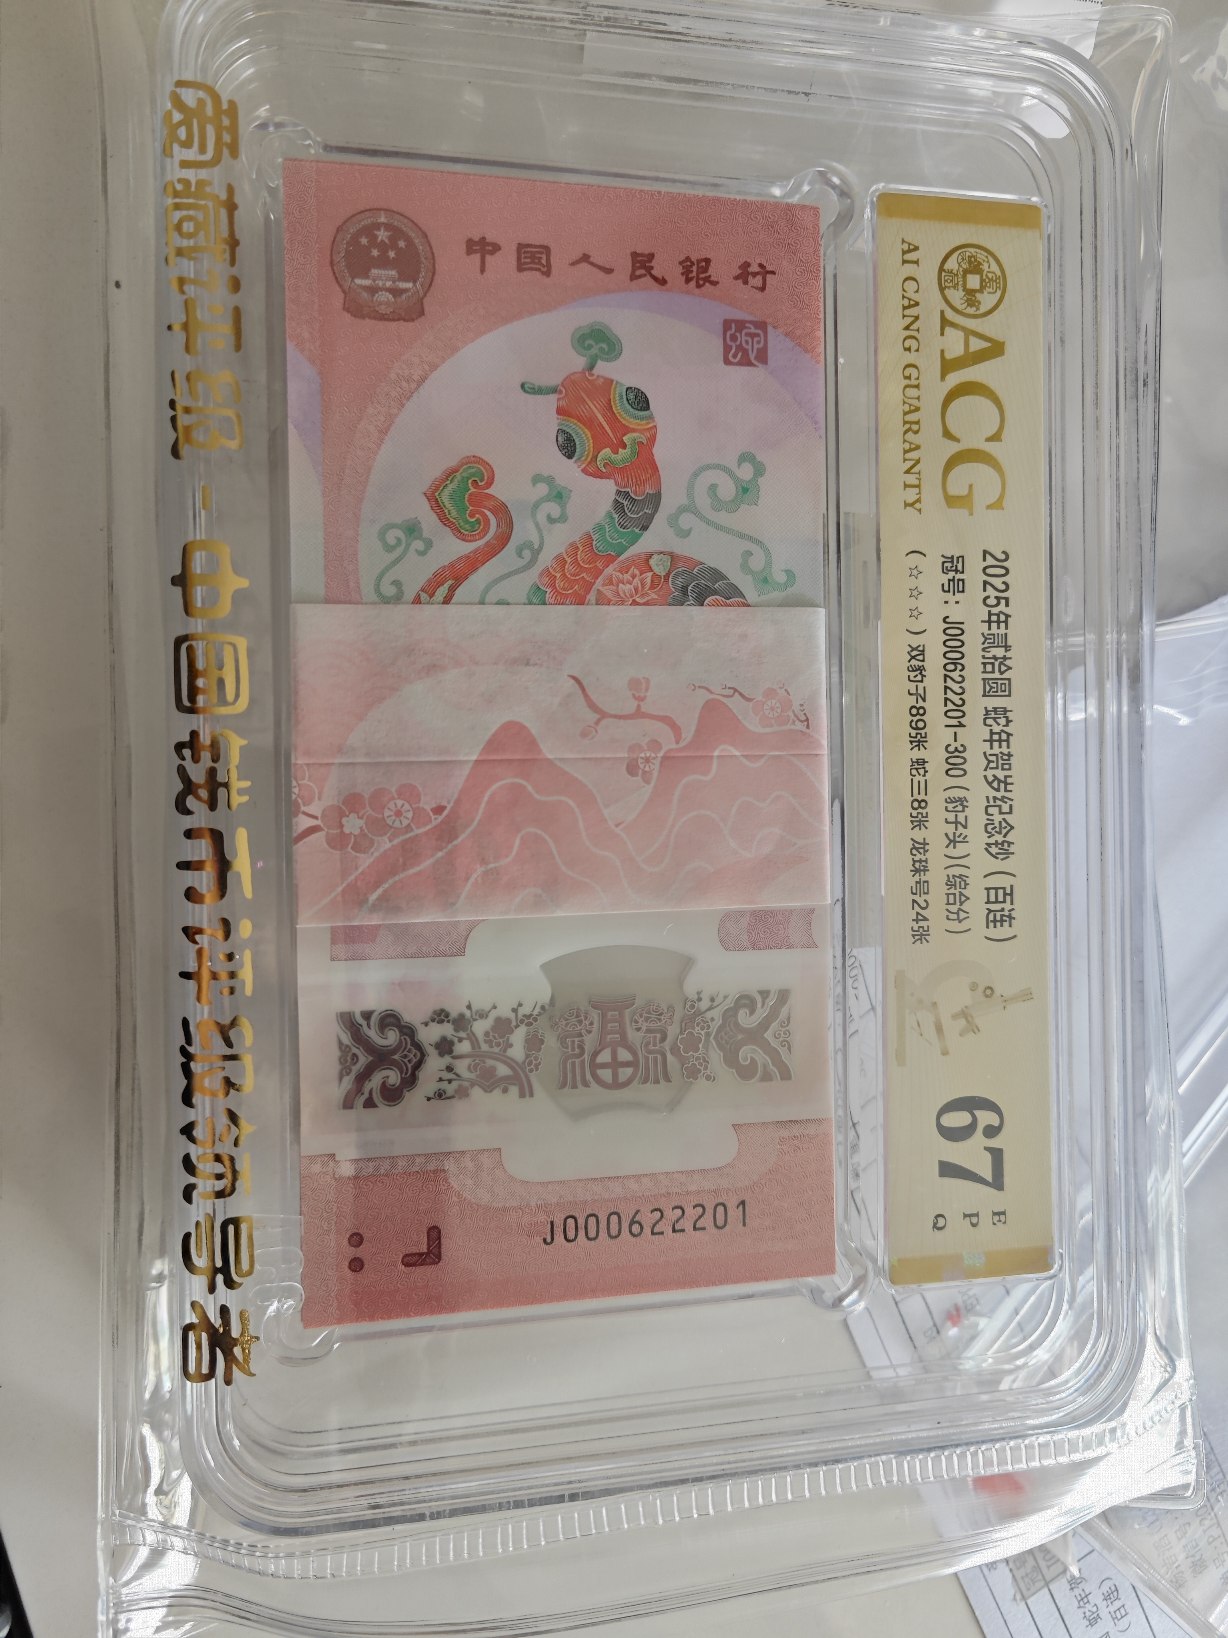 爱藏评级-中国钱币评级领导者
中国人民银行
J000622201
ACG
AI CANG GUARANTY
2025年贰拾圆 蛇年贺岁纪念钞（百连）
冠号：J000622201-300（豹子头）（综合分）
（☆☆☆）双豹子89张 蛇三8张 龙珠号24张
67
E
P
Q